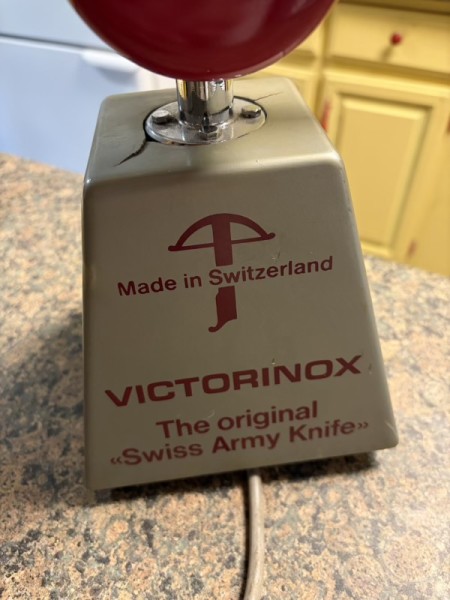 Made in Switzerland
VICTORINOX
The original
«Swiss Army Knife»